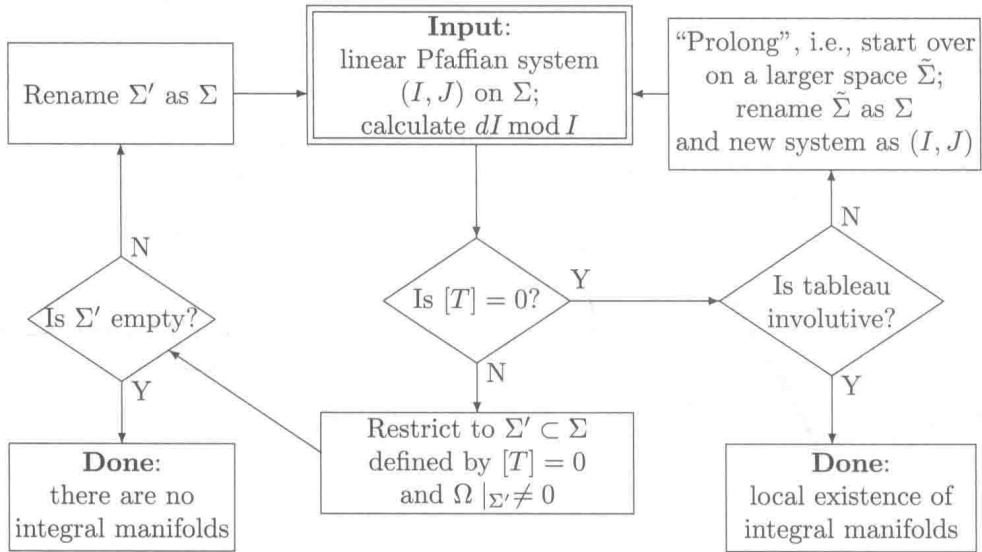 Rename Σ′ as Σ
Input:
linear Pfaffian system
(I, J) on Σ;
calculate dI mod I
“Prolong”, i.e., start over
on a larger space Σ̃;
rename Σ̃ as Σ
and new system as (I, J)
N
Is Σ′ empty?
Y
Is [T] = 0?
Y
N
N
Is tableau
involutive?
Y
Done:
there are no
integral manifolds
Restrict to Σ′ ⊂ Σ
defined by [T] = 0
and Ω |Σ′ ≠ 0
Done:
local existence of
integral manifolds